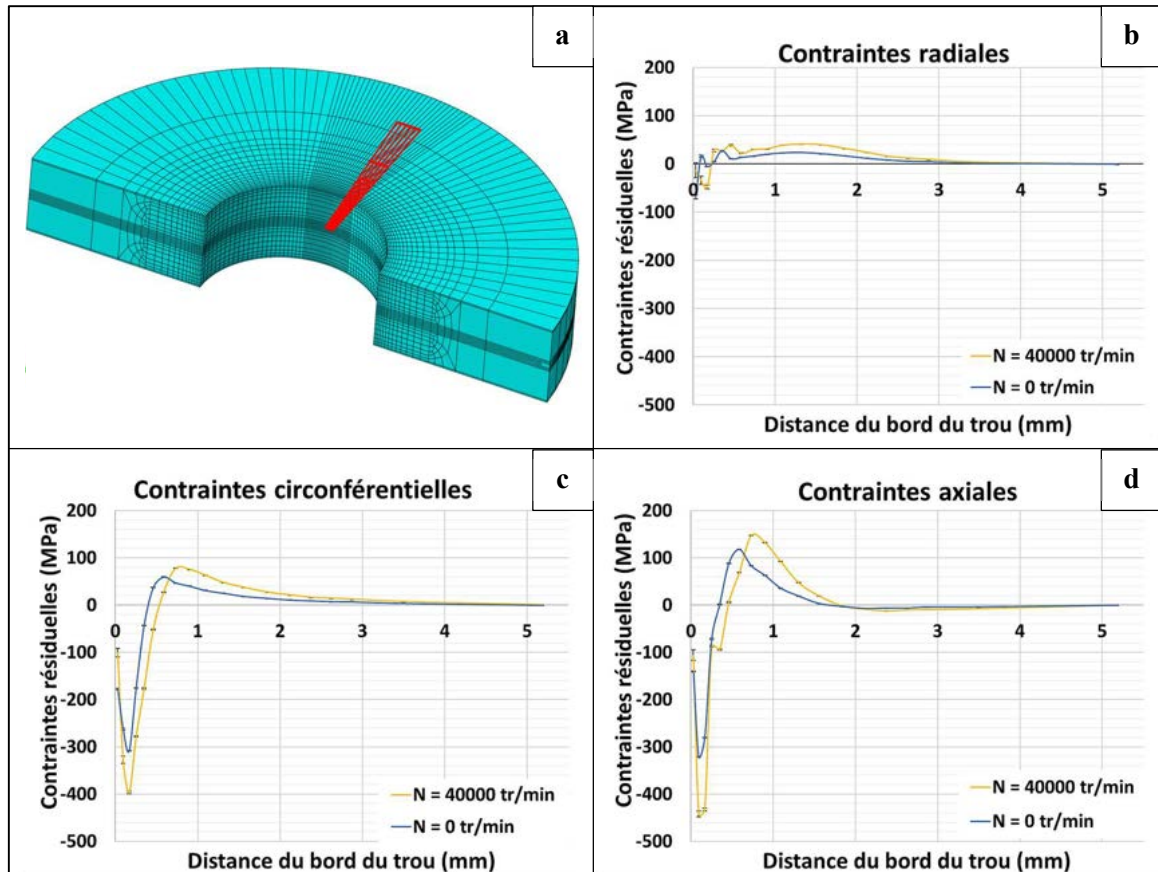 a
b
Contraintes radiales
200
100
0
-100
-200
-300
-400
-500
0 1 2 3 4 5
Contraintes résiduelles (MPa)
N = 40000 tr/min
N = 0 tr/min
Distance du bord du trou (mm)
c
Contraintes circonférentielles
200
100
0
-100
-200
-300
-400
-500
0 1 2 3 4 5
Contraintes résiduelles (MPa)
N = 40000 tr/min
N = 0 tr/min
Distance du bord du trou (mm)
d
Contraintes axiales
200
100
0
-100
-200
-300
-400
-500
0 1 2 3 4 5
Contraintes résiduelles (MPa)
N = 40000 tr/min
N = 0 tr/min
Distance du bord du trou (mm)